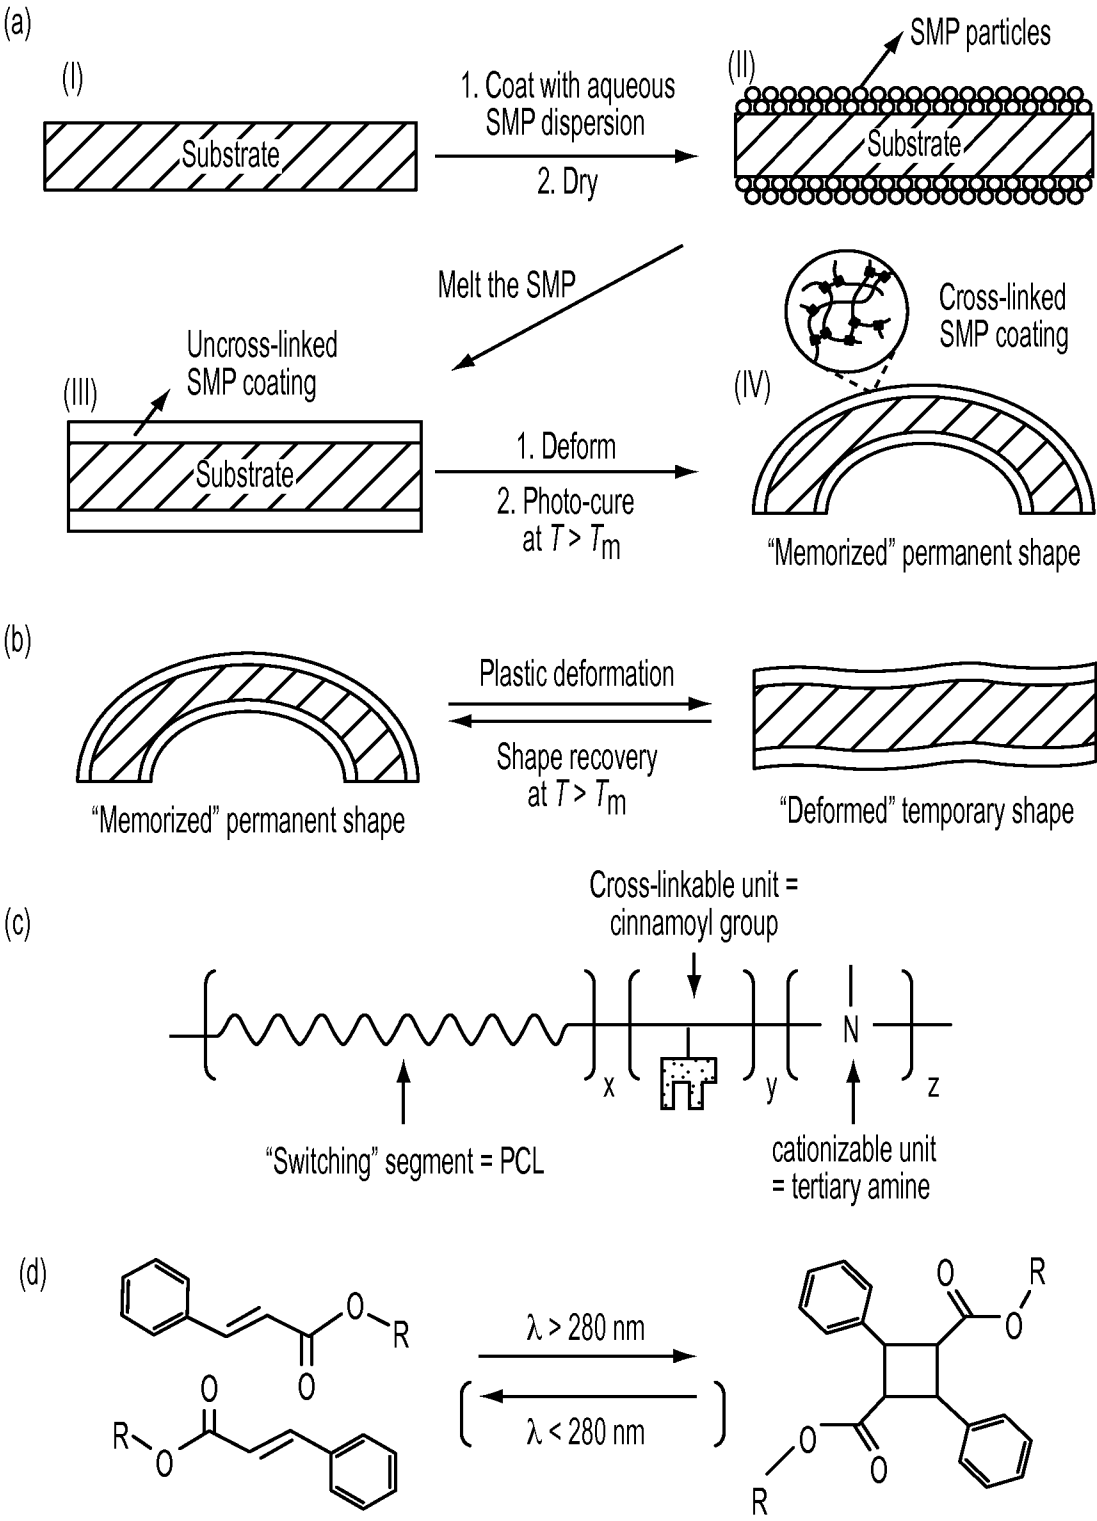 (a)
(I)
Substrate
1. Coat with aqueous
SMP dispersion
2. Dry
SMP particles
(II)
Substrate
Melt the SMP
Uncross-linked
SMP coating
(III)
Substrate
1. Deform
2. Photo-cure
at T > Tm
Cross-linked
SMP coating
(IV)
“Memorized” permanent shape
(b)
Plastic deformation
Shape recovery
at T > Tm
“Memorized” permanent shape
“Deformed” temporary shape
(c)
Cross-linkable unit =
cinnamoyl group
N
x
y
z
“Switching” segment = PCL
cationizable unit
= tertiary amine
(d)
O
R
O
O
R
O
λ > 280 nm
λ < 280 nm
O
R
O
O
O
R